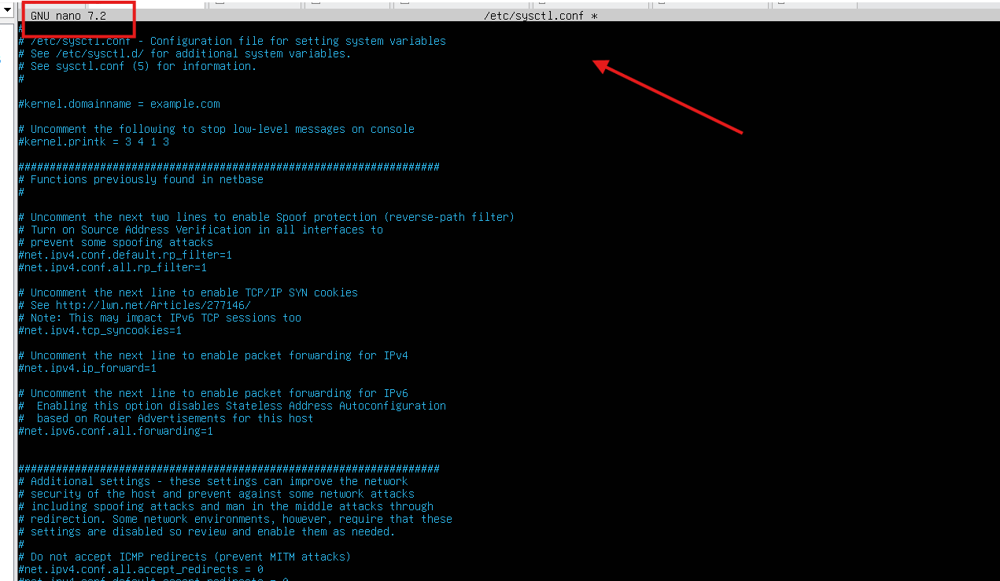 GNU nano 7.2 /etc/sysctl.conf *
#
# /etc/sysctl.conf - Configuration file for setting system variables
# See /etc/sysctl.d/ for additional system variables.
# See sysctl.conf (5) for information.
#
#kernel.domainname = example.com
# Uncomment the following to stop low-level messages on console
#kernel.printk = 3 4 1 3
###################################################################
# Functions previously found in netbase
#
# Uncomment the next two lines to enable Spoof protection (reverse-path filter)
# Turn on Source Address Verification in all interfaces to
# prevent some spoofing attacks
#net.ipv4.conf.default.rp_filter=1
#net.ipv4.conf.all.rp_filter=1
# Uncomment the next line to enable TCP/IP SYN cookies
# See http://lwn.net/Articles/277146/
# Note: This may impact IPv6 TCP sessions too
#net.ipv4.tcp_syncookies=1
# Uncomment the next line to enable packet forwarding for IPv4
#net.ipv4.ip_forward=1
# Uncomment the next line to enable packet forwarding for IPv6
#  Enabling this option disables Stateless Address Autoconfiguration
#  based on Router Advertisements for this host
#net.ipv6.conf.all.forwarding=1
###################################################################
# Additional settings - these settings can improve the network
# security of the host and prevent against some network attacks
# including spoofing attacks and man in the middle attacks through
# redirection. Some network environments, however, require that these
# settings are disabled so review and enable them as needed.
#
# Do not accept ICMP redirects (prevent MITM attacks)
#net.ipv4.conf.all.accept_redirects = 0